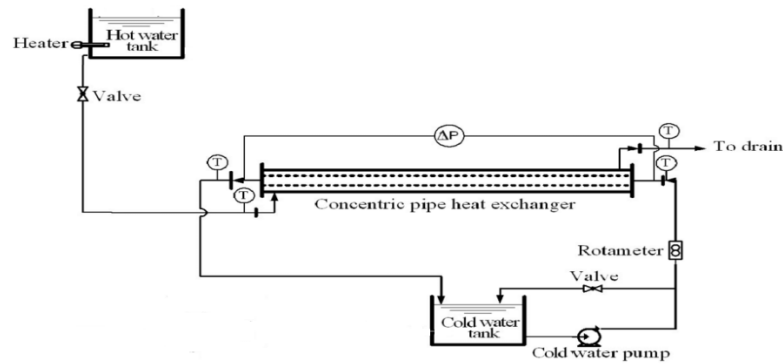 Hot water
tank
Heater
Valve
ΔP
T
T
To drain
T
T
Concentric pipe heat exchanger
Rotameter
Valve
Cold water
tank
Cold water pump